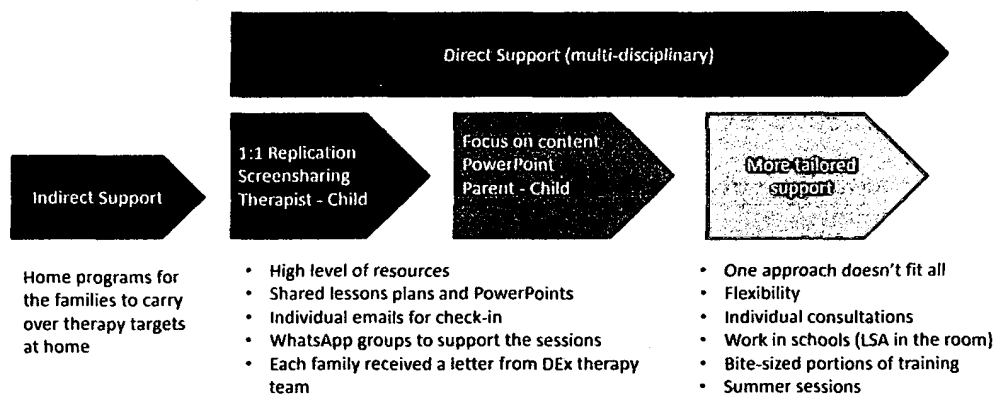 Direct Support (multi-disciplinary)
Indirect Support
1:1 Replication
Screensharing
Therapist - Child
Focus on content
PowerPoint
Parent - Child
More tailored
support
Home programs for
the families to carry
over therapy targets
at home
• High level of resources
• Shared lessons plans and PowerPoints
• Individual emails for check-in
• WhatsApp groups to support the sessions
• Each family received a letter from DEx therapy
team
• One approach doesn't fit all
• Flexibility
• Individual consultations
• Work in schools (LSA in the room)
• Bite-sized portions of training
• Summer sessions